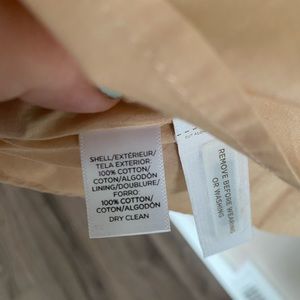 SHELL/EXTÉRIEUR/
TELA EXTERIOR:
100% COTTON/
COTON/ALGODÓN
LINING/DOUBLURE/
FORRO
100% COTTON/
COTON/ALGODÓN
DRY CLEAN
REMOVE BEFORE WEARING
OR WASHING